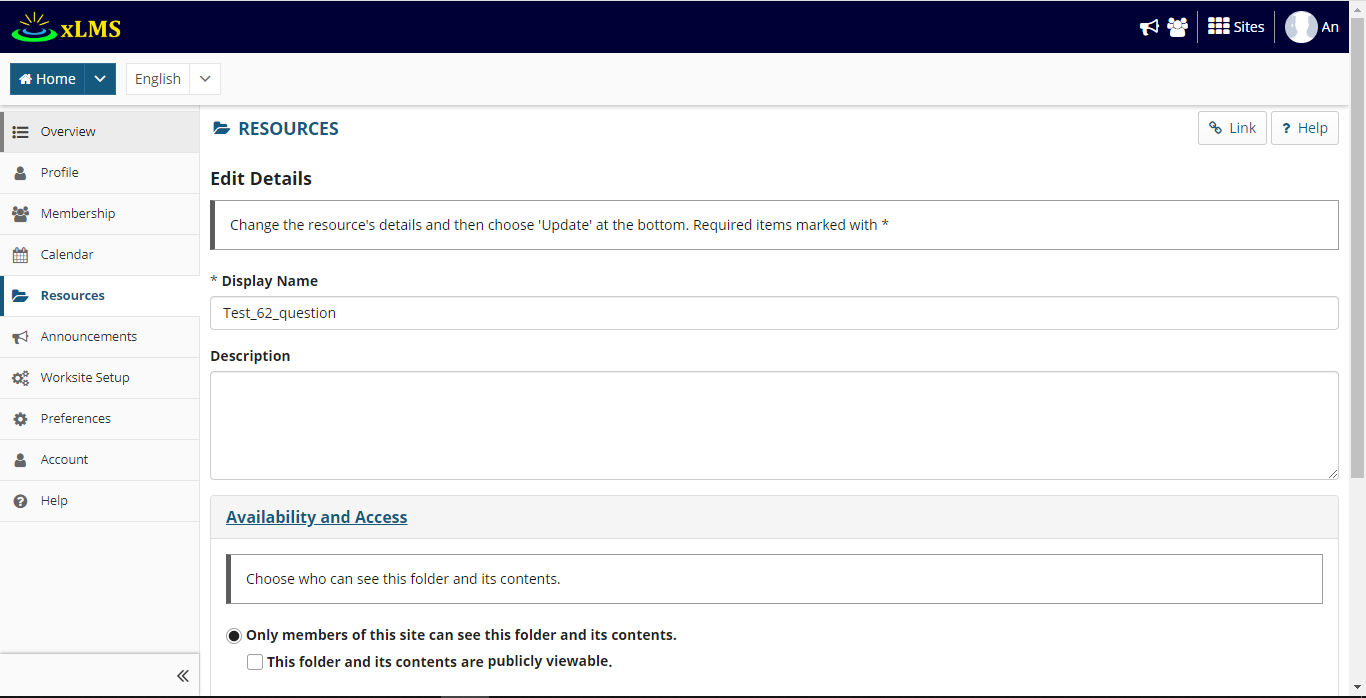 xLMS
Sites
An
Home
English
Overview
Profile
Membership
Calendar
Resources
Announcements
Worksite Setup
Preferences
Account
Help
RESOURCES
Link
? Help
Edit Details
Change the resource's details and then choose 'Update' at the bottom. Required items marked with *
* Display Name
Test_62_question
Description
Availability and Access
Choose who can see this folder and its contents.
Only members of this site can see this folder and its contents.
This folder and its contents are publicly viewable.